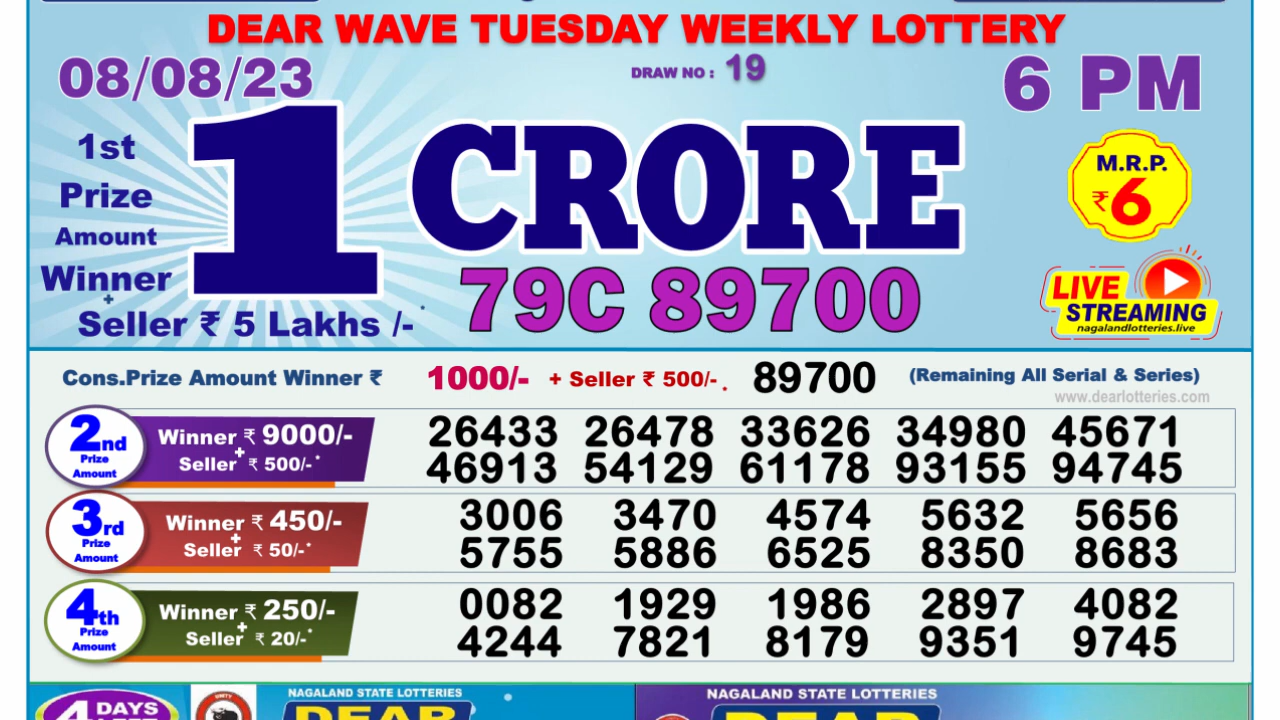 DEAR WAVE TUESDAY WEEKLY LOTTERY
08/08/23
DRAW NO : 19
6 PM
1st
Prize
Amount
Winner
+
Seller ₹ 5 Lakhs /-*
1 CRORE
79C 89700
M.R.P.
₹6
LIVE
STREAMING
nagalandlotteries.live
Cons.Prize Amount Winner ₹ 1000/- + Seller ₹ 500/- . 89700 (Remaining All Serial & Series)
www.dearlotteries.com
2nd
Prize
Amount
Winner ₹ 9000/-
+
Seller ₹ 500/-*
26433 26478 33626 34980 45671
46913 54129 61178 93155 94745
3rd
Prize
Amount
Winner ₹ 450/-
+
Seller ₹ 50/-*
3006 3470 4574 5632 5656
5755 5886 6525 8350 8683
4th
Prize
Amount
Winner ₹ 250/-
+
Seller ₹ 20/-*
0082 1929 1986 2897 4082
4244 7821 8179 9351 9745
4 DAYS
UNITY
NAGALAND STATE LOTTERIES
DEAR
NAGALAND STATE LOTTERIES
DEAR